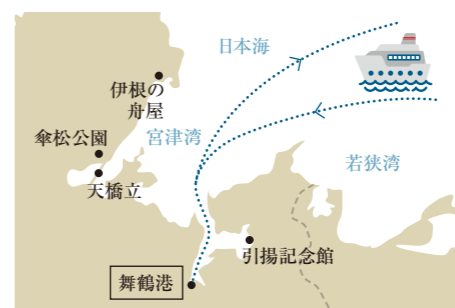 日本海
伊根の
舟屋
宮津湾
傘松公園
若狭湾
天橋立
引揚記念館
舞鶴港